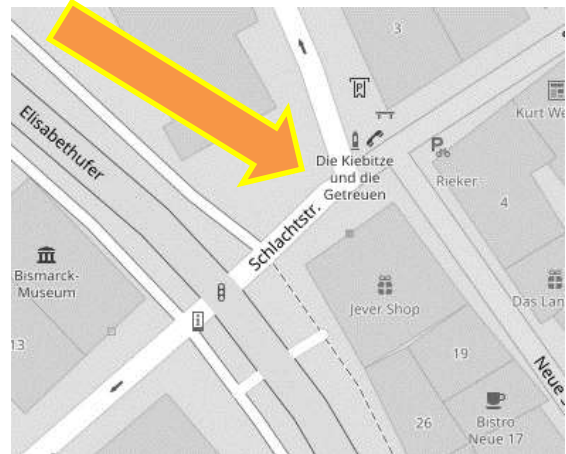 3
P
Kurt We
Elisabethufer
Die Kiebitze
und die
Getreuen
P
Rieker
4
Schlachtstr.
Bismarck-
Museum
i
Jever Shop
Das Lan
13
19
Neue
26
Bistro
Neue 17